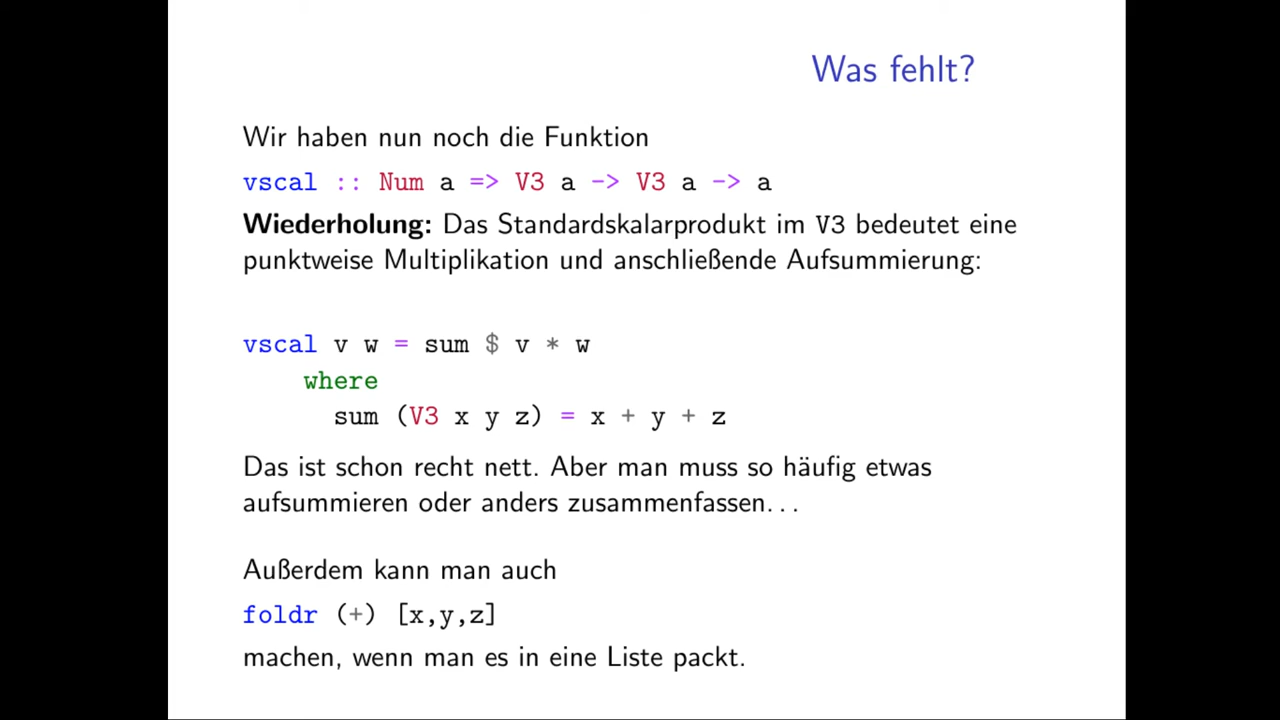 Was fehlt?
Wir haben nun noch die Funktion
vscal :: Num a => V3 a -> V3 a -> a
Wiederholung: Das Standardskalarprodukt im V3 bedeutet eine
punktweise Multiplikation und anschließende Aufsummierung:
vscal v w = sum $ v * w
where
sum (V3 x y z) = x + y + z
Das ist schon recht nett. Aber man muss so häufig etwas
aufsummieren oder anders zusammenfassen...
Außerdem kann man auch
foldr (+) [x,y,z]
machen, wenn man es in eine Liste packt.